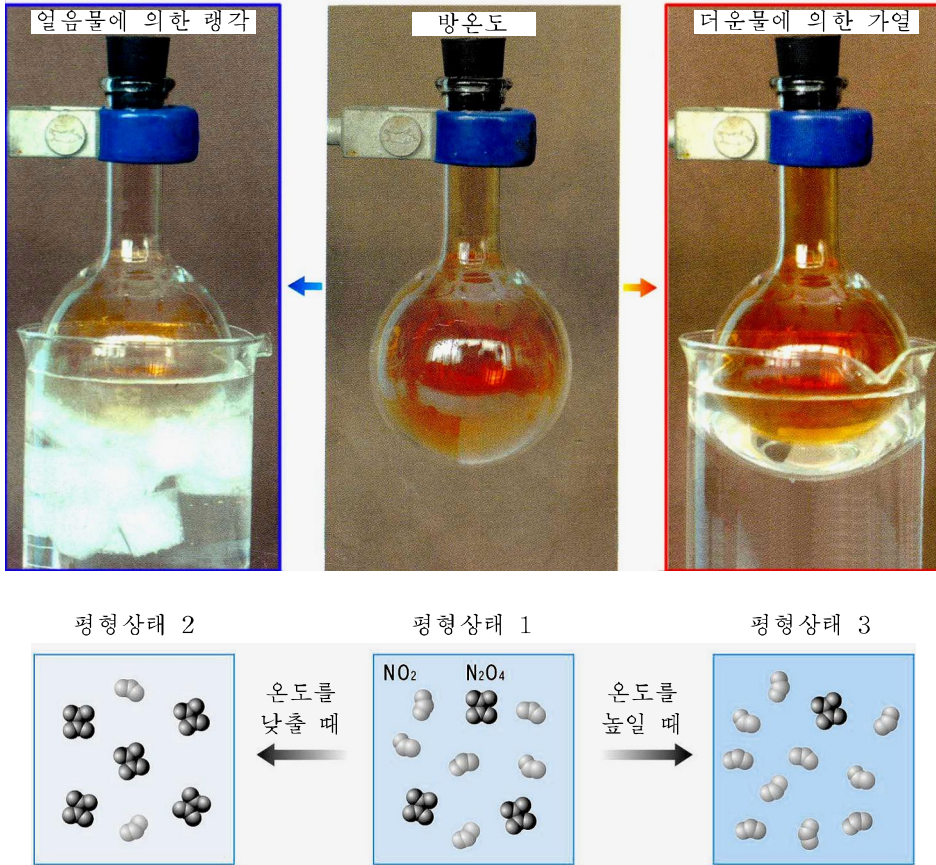 얼음물에 의한 랭각
방온도
더운물에 의한 가열
평형상태 2
평형상태 1
평형상태 3
NO₂
N₂O₄
온도를
낮출 때
온도를
높일 때